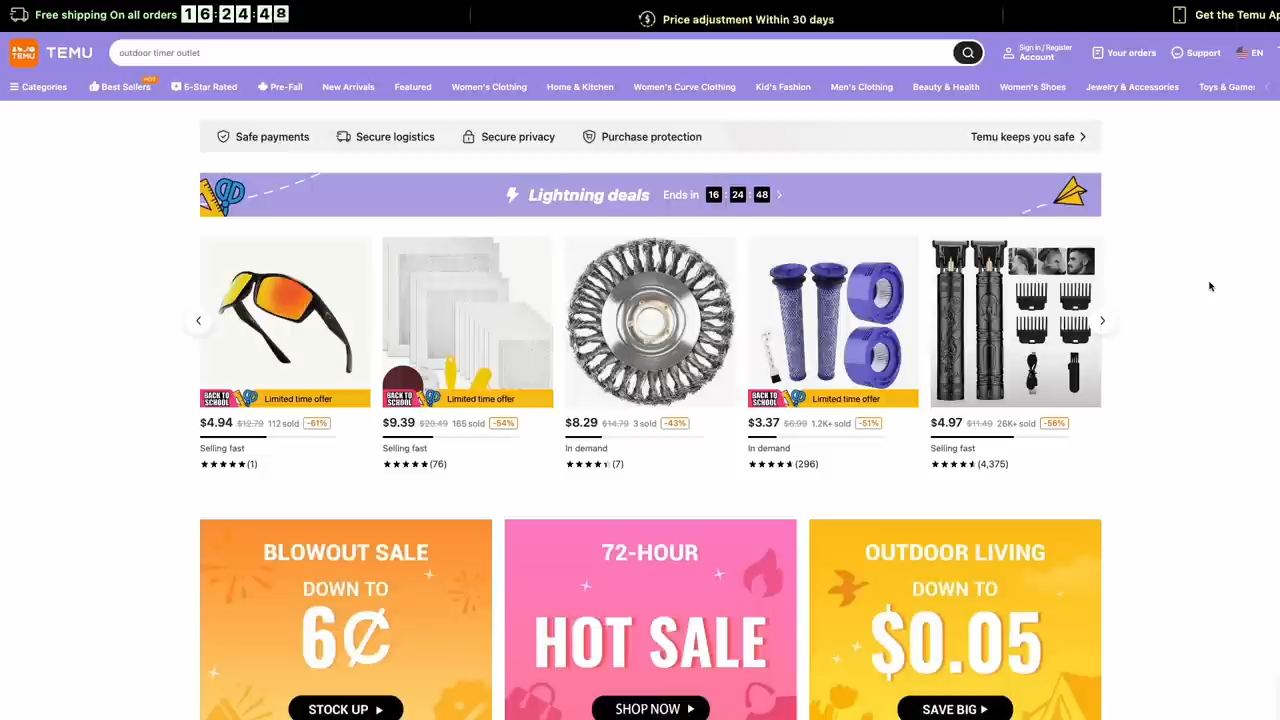 Free shipping On all orders 16:24:48
Price adjustment Within 30 days
Get the Temu Ap
TEMU TEMU
outdoor timer outlet
Sign In / Register
Account
Your orders
Support
EN
Categories
Best Sellers HOT
5-Star Rated
Pre-Fall
New Arrivals
Featured
Women's Clothing
Home & Kitchen
Women's Curve Clothing
Kid's Fashion
Men's Clothing
Beauty & Health
Women's Shoes
Jewelry & Accessories
Toys & Games
Safe payments
Secure logistics
Secure privacy
Purchase protection
Temu keeps you safe
Lightning deals Ends in 16 : 24 : 48
BACK TO SCHOOL Limited time offer
$4.94 $12.79 112 sold -61%
Selling fast
(1)
BACK TO SCHOOL Limited time offer
$9.39 $20.49 165 sold -54%
Selling fast
(76)
$8.29 $14.79 3 sold -43%
In demand
(7)
BACK TO SCHOOL Limited time offer
$3.37 $6.99 1.2K+ sold -51%
In demand
(296)
$4.97 $11.49 26K+ sold -56%
Selling fast
(4,375)
BLOWOUT SALE
DOWN TO
6¢
STOCK UP
72-HOUR
HOT SALE
SHOP NOW
OUTDOOR LIVING
DOWN TO
$0.05
SAVE BIG